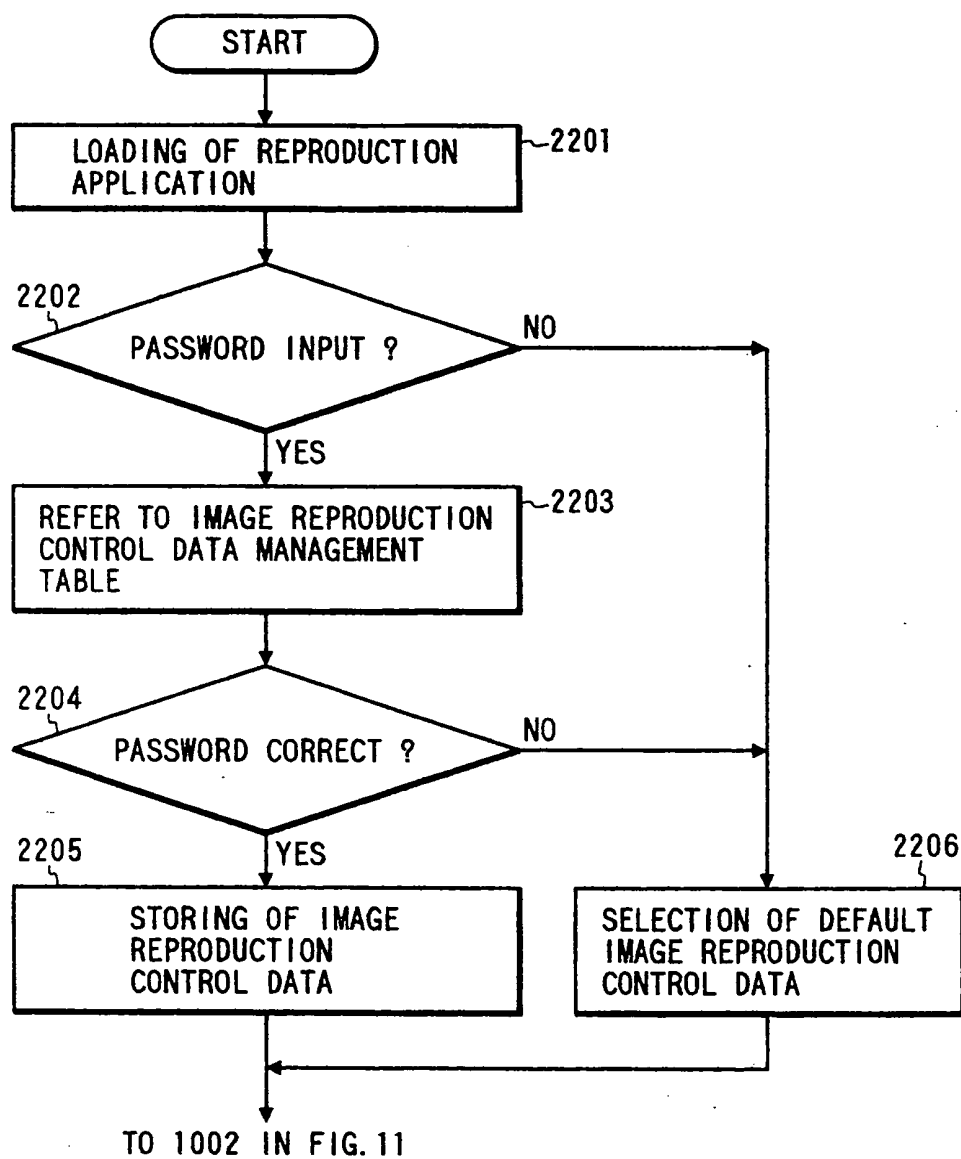 START
LOADING OF REPRODUCTION
APPLICATION
2201
2202
PASSWORD INPUT ?
NO
YES
REFER TO IMAGE REPRODUCTION
CONTROL DATA MANAGEMENT
TABLE
2203
2204
PASSWORD CORRECT ?
NO
YES
2205
STORING OF IMAGE
REPRODUCTION
CONTROL DATA
2206
SELECTION OF DEFAULT
IMAGE REPRODUCTION
CONTROL DATA
TO 1002 IN FIG. 11